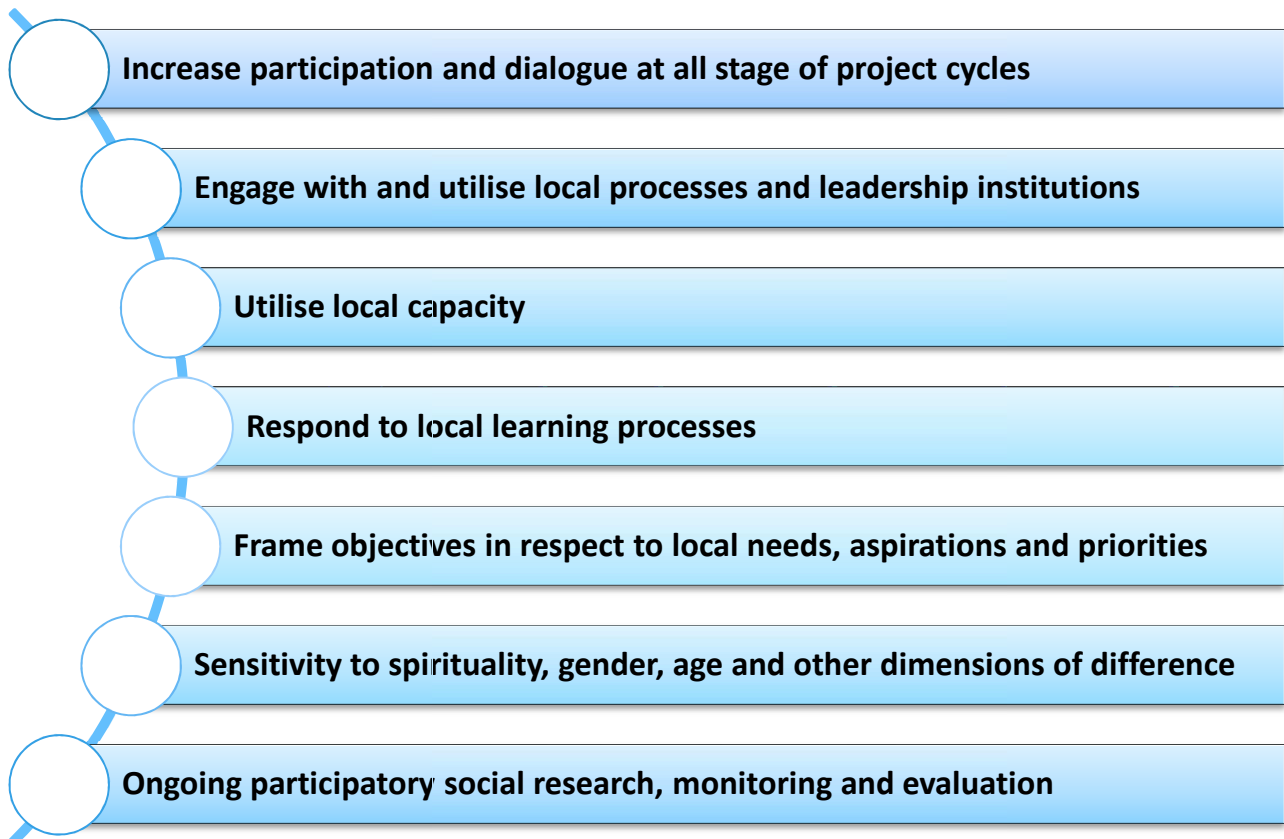 Increase participation and dialogue at all stage of project cycles
Engage with and utilise local processes and leadership institutions
Utilise local capacity
Respond to local learning processes
Frame objectives in respect to local needs, aspirations and priorities
Sensitivity to spirituality, gender, age and other dimensions of difference
Ongoing participatory social research, monitoring and evaluation